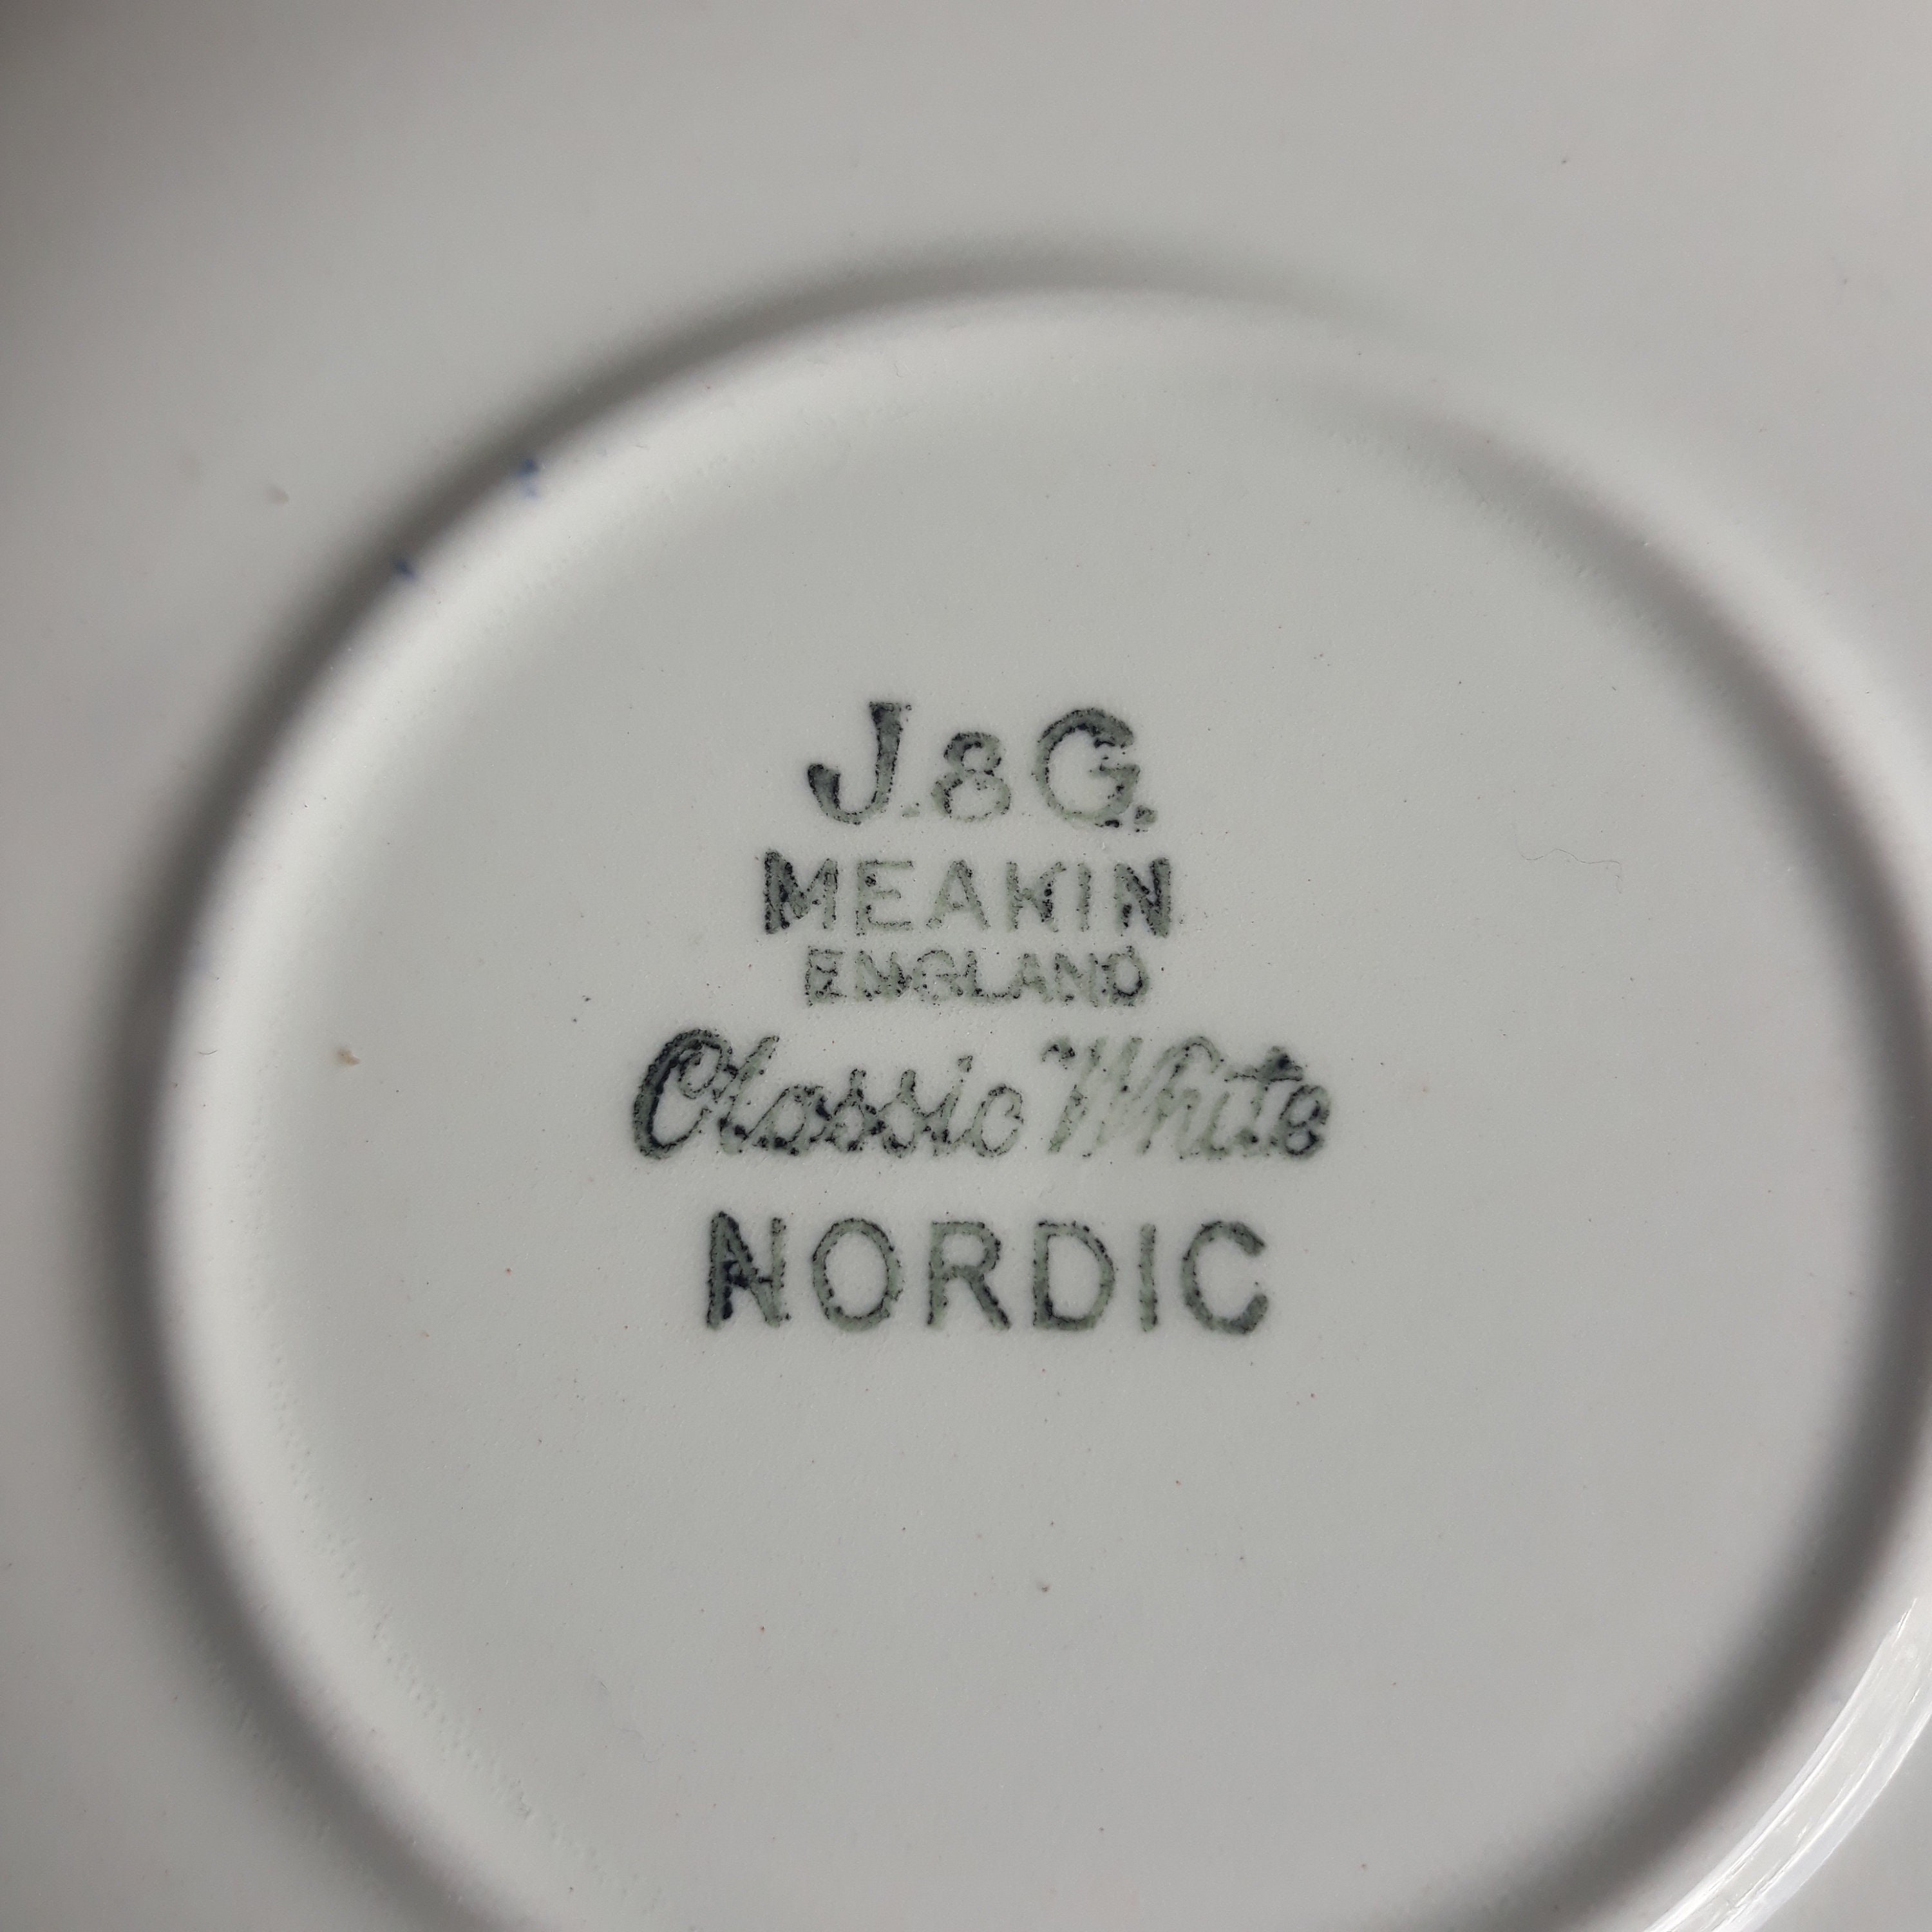 J.&G.
MEAKIN
ENGLAND
Classic White
NORDIC